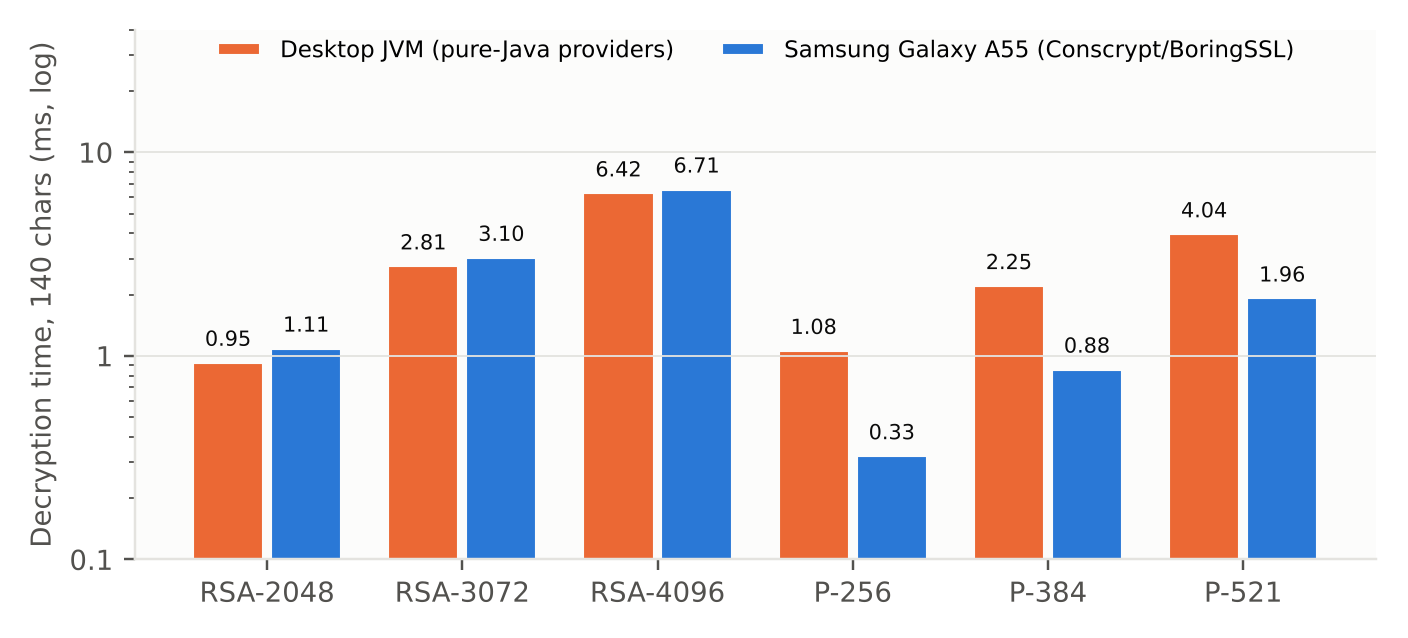 Desktop JVM (pure-Java providers)
Samsung Galaxy A55 (Conscrypt/BoringSSL)
Decryption time, 140 chars (ms, log)
10
1
0.1
0.95
1.11
2.81
3.10
6.42
6.71
1.08
0.33
2.25
0.88
4.04
1.96
RSA-2048
RSA-3072
RSA-4096
P-256
P-384
P-521